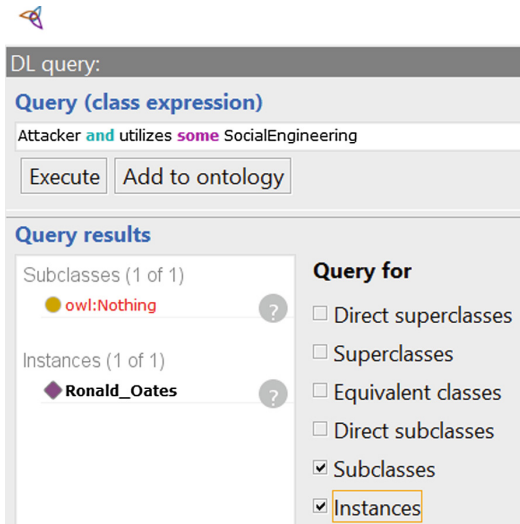 DL query:
Query (class expression)
Attacker and utilizes some SocialEngineering
Execute Add to ontology
Query results
Subclasses (1 of 1)
owl:Nothing
?
Instances (1 of 1)
Ronald_Oates
?
Query for
Direct superclasses
Superclasses
Equivalent classes
Direct subclasses
Subclasses
Instances